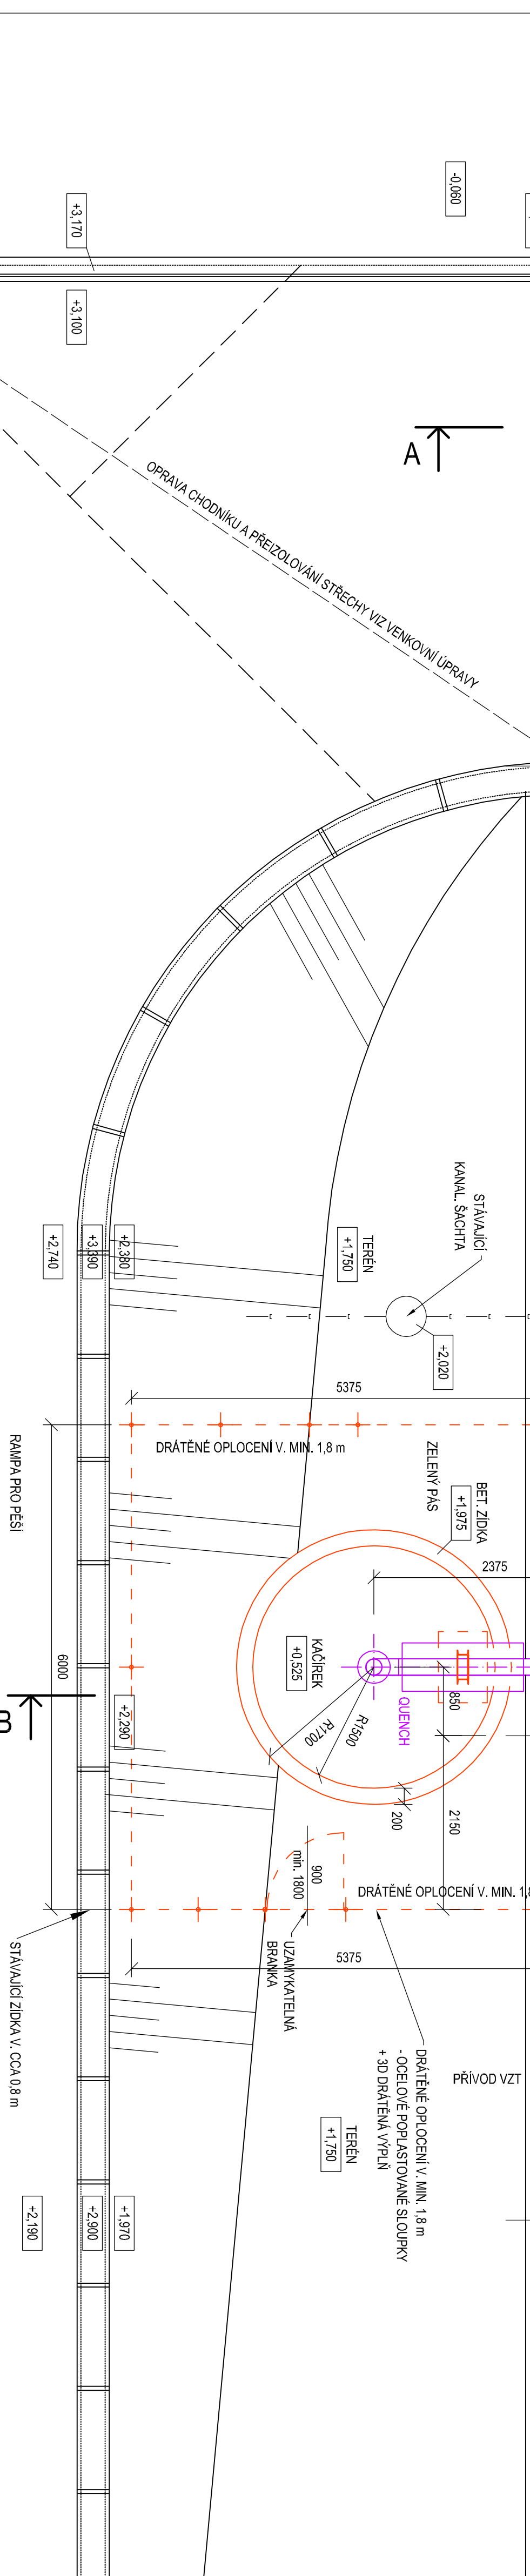 -0,060
+3,170
+3,100
A
OPRAVA CHODNÍKU A PŘEIZOLOVÁNÍ STŘECHY VIZ VENKOVNÍ ÚPRAVY
STÁVAJÍCÍ
KANAL. ŠACHTA
TERÉN
+1,750
+2,380
+3,390
+2,740
+2,020
5375
DRÁTĚNÉ OPLOCENÍ V. MIN. 1,8 m
RAMPA PRO PĚŠÍ
ZELENÝ PÁS
BET. ZÍDKA
+1,975
2375
KAČÍREK
+0,525
6000
850
QUENCH
B
+2,290
R1500
R1700
2150
200
900
min. 1800
DRÁTĚNÉ OPLOCENÍ V. MIN. 1,8
UZAMYKATELNÁ
BRANKA
5375
STÁVAJÍCÍ ZÍDKA V. CCA 0,8 m
PŘÍVOD VZT
DRÁTĚNÉ OPLOCENÍ V. MIN. 1,8 m
- OCELOVÉ POPLASTOVANÉ SLOUPKY
+ 3D DRÁTĚNÁ VÝPLŇ
TERÉN
+1,750
+1,970
+2,900
+2,190